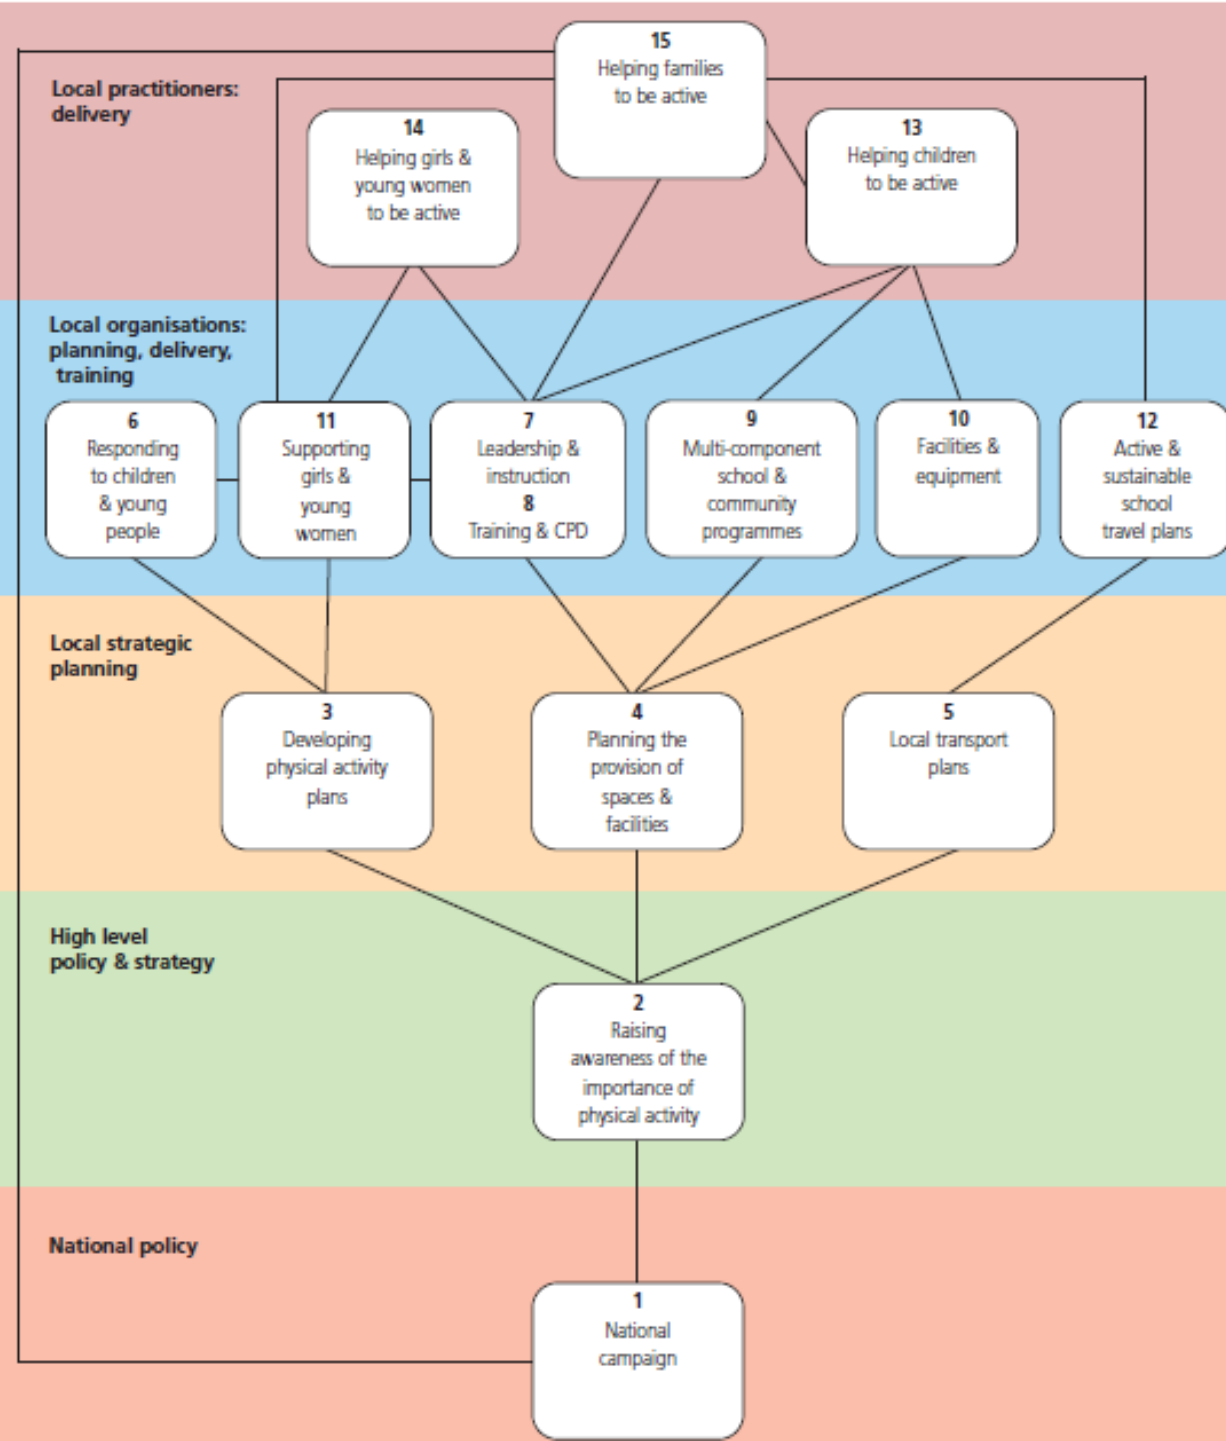 15
Helping families
to be active
Local practitioners:
delivery
14
Helping girls &
young women
to be active
13
Helping children
to be active
Local organisations:
planning, delivery,
training
6
Responding
to children
& young
people
11
Supporting
girls &
young
women
7
Leadership &
instruction
8
Training & CPD
9
Multi-component
school &
community
programmes
10
Facilities &
equipment
12
Active &
sustainable
school
travel plans
Local strategic
planning
3
Developing
physical activity
plans
4
Planning the
provision of
spaces &
facilities
5
Local transport
plans
High level
policy & strategy
2
Raising
awareness of the
importance of
physical activity
National policy
1
National
campaign